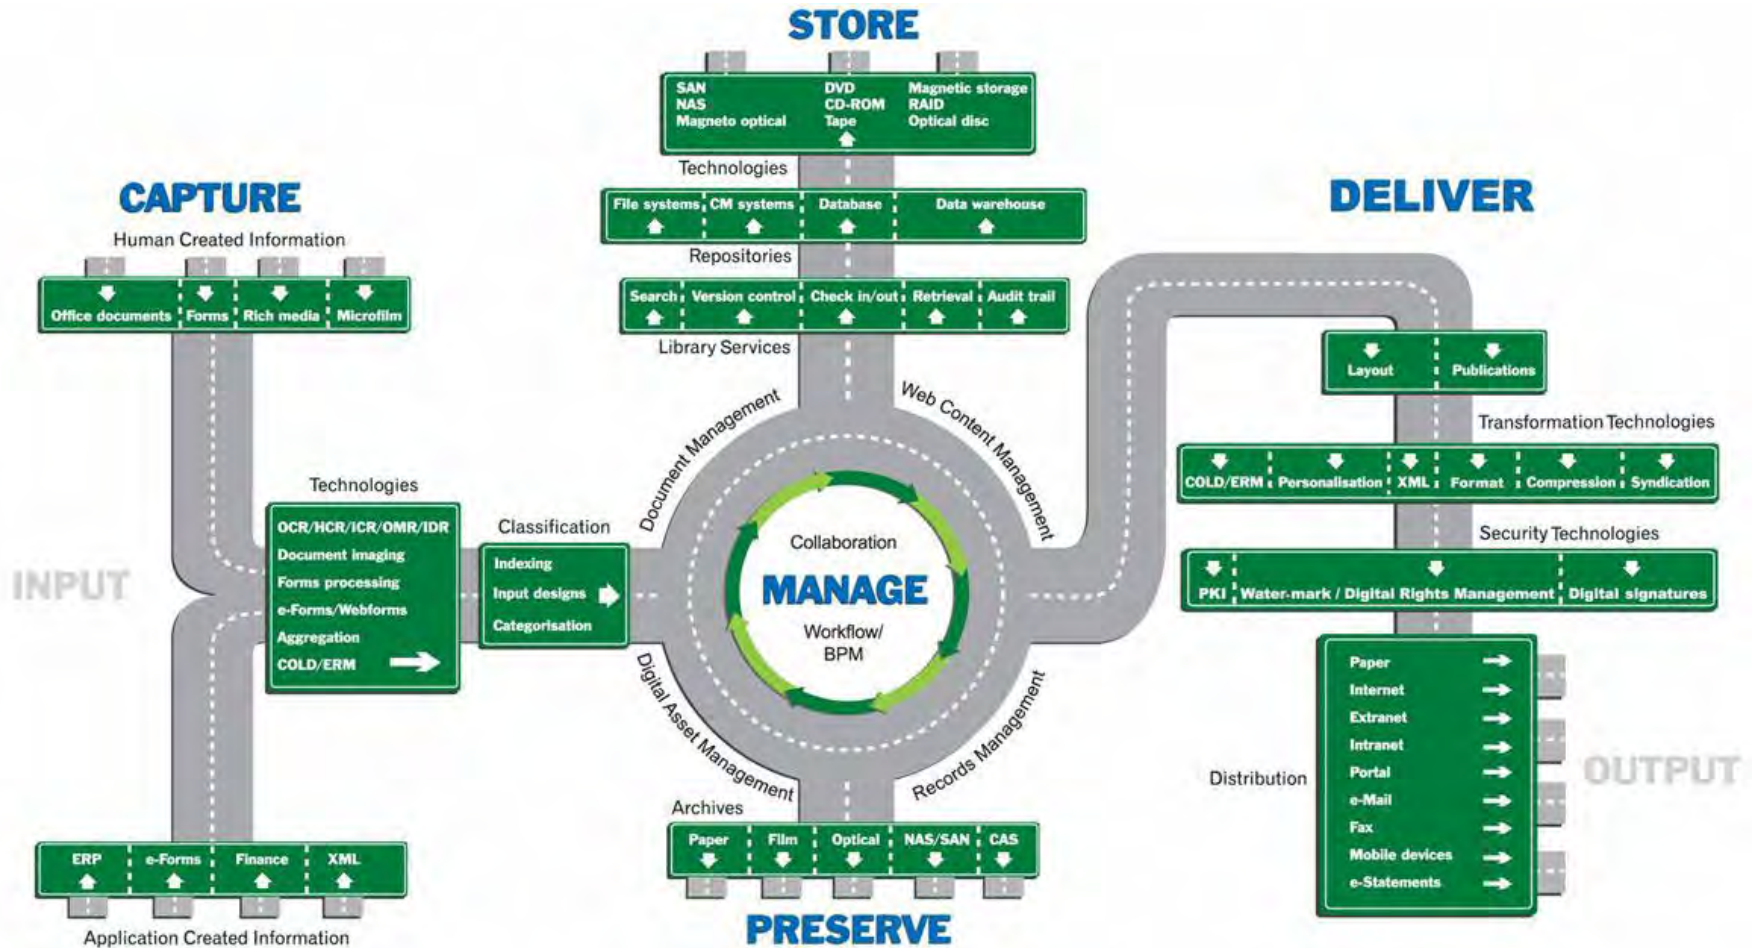 STORE
SAN DVD Magnetic storage
NAS CD-ROM RAID
Magneto optical Tape Optical disc
Technologies
File systems CM systems Database Data warehouse
Repositories
Search Version control Check in/out Retrieval Audit trail
Library Services
CAPTURE
Human Created Information
Office documents Forms Rich media Microfilm
INPUT
Technologies
OCR/HCR/ICR/OMR/IDR
Document imaging
Forms processing
e-Forms/Webforms
Aggregation
COLD/ERM
Classification
Indexing
Input designs
Categorisation
ERP e-Forms Finance XML
Application Created Information
Document Management
Web Content Management
Digital Asset Management
Records Management
Collaboration
MANAGE
Workflow/
BPM
Archives
Paper Film Optical NAS/SAN CAS
PRESERVE
DELIVER
Layout Publications
Transformation Technologies
COLD/ERM Personalisation XML Format Compression Syndication
Security Technologies
PKI Water-mark / Digital Rights Management Digital signatures
Distribution
Paper
Internet
Extranet
Intranet
Portal
e-Mail
Fax
Mobile devices
e-Statements
OUTPUT